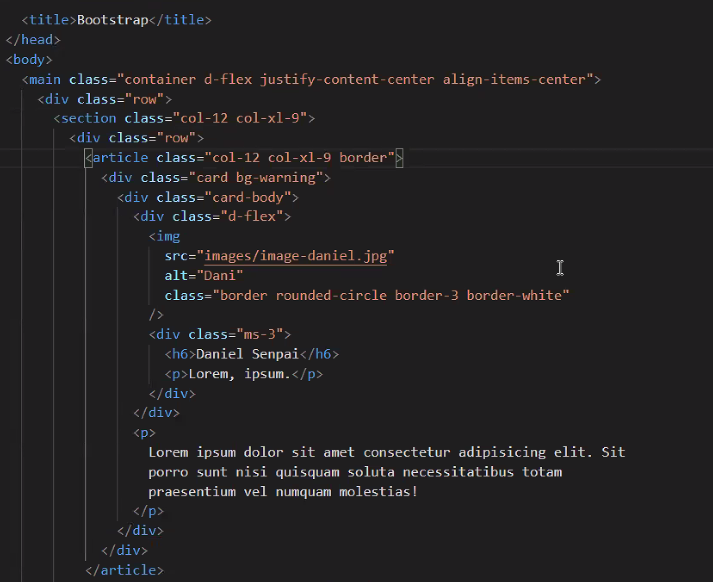 <title>Bootstrap</title>
</head>
<body>
<main class="container d-flex justify-content-center align-items-center">
<div class="row">
<section class="col-12 col-xl-9">
<div class="row">
<article class="col-12 col-xl-9 border">
<div class="card bg-warning">
<div class="card-body">
<div class="d-flex">
<img
src="images/image-daniel.jpg"
alt="Dani"
class="border rounded-circle border-3 border-white"
/>
<div class="ms-3">
<h6>Daniel Senpai</h6>
<p>Lorem, ipsum.</p>
</div>
</div>
<p>
Lorem ipsum dolor sit amet consectetur adipisicing elit. Sit
porro sunt nisi quisquam soluta necessitatibus totam
praesentium vel numquam molestias!
</p>
</div>
</div>
</article>